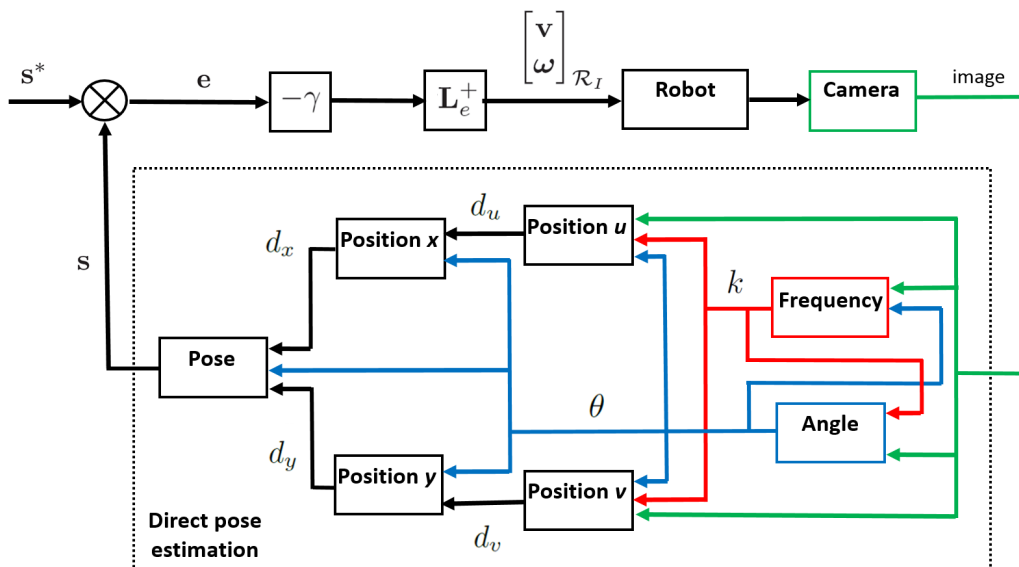 s*
e
−γ
L_e^+
[v ω]_{R_I}
Robot
Camera
image
s
d_x
Position x
d_u
Position u
k
Frequency
Pose
θ
Angle
d_y
Position y
d_v
Position v
Direct pose
estimation